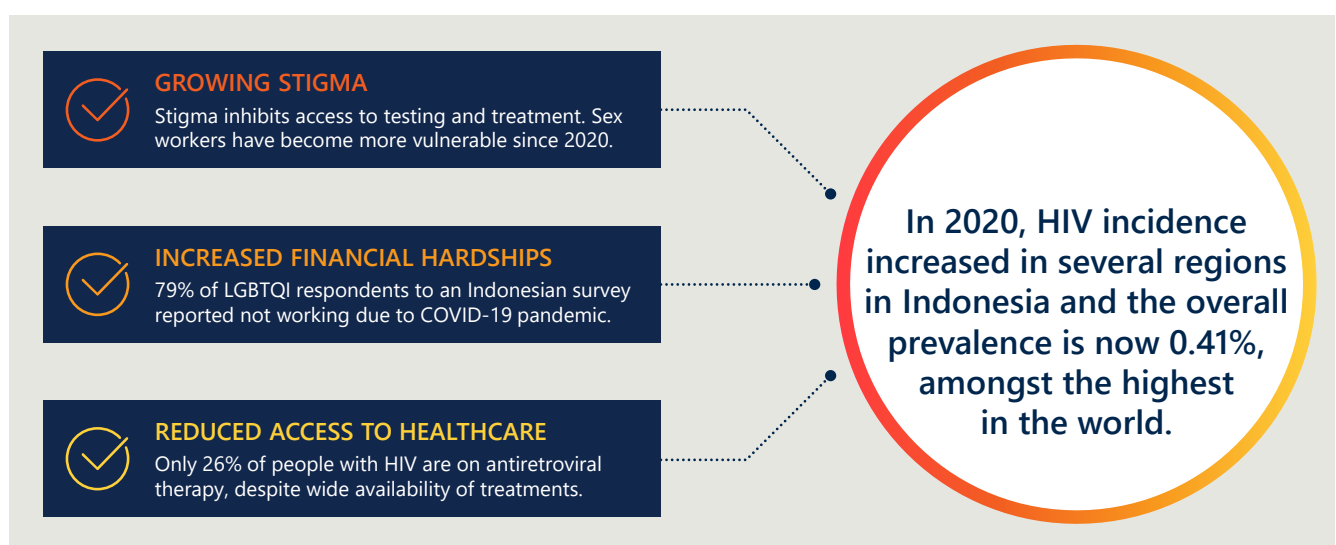 GROWING STIGMA
Stigma inhibits access to testing and treatment. Sex
workers have become more vulnerable since 2020.
INCREASED FINANCIAL HARDSHIPS
79% of LGBTQI respondents to an Indonesian survey
reported not working due to COVID-19 pandemic.
REDUCED ACCESS TO HEALTHCARE
Only 26% of people with HIV are on antiretroviral
therapy, despite wide availability of treatments.
In 2020, HIV incidence
increased in several regions
in Indonesia and the overall
prevalence is now 0.41%,
amongst the highest
in the world.